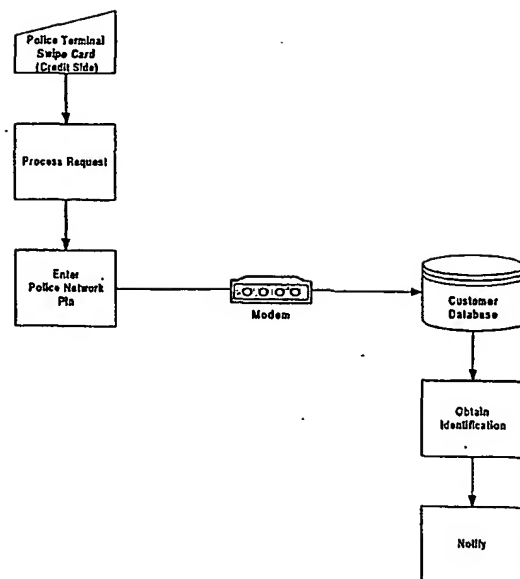 Police Terminal
Swipe Card
(Credit Side)
Process Request
Enter
Police Network
Pin
Modem
Customer
Database
Obtain
Identification
Notify